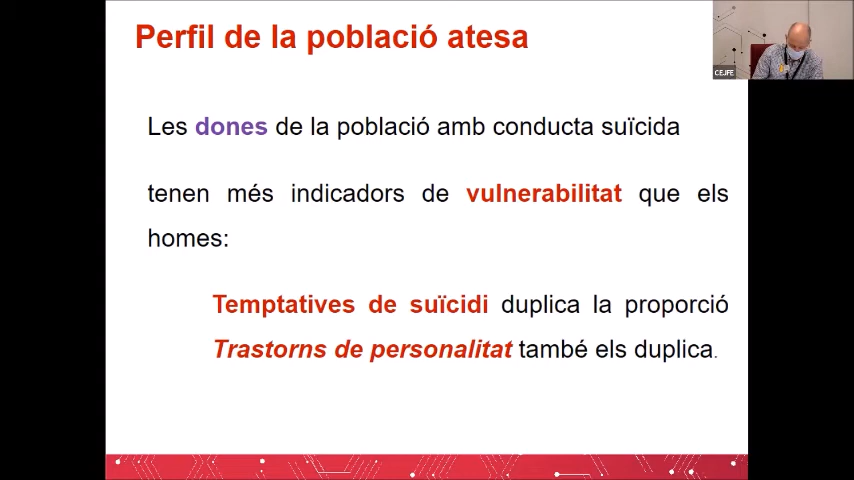 Perfil de la població atesa
CEJFE
Les dones de la població amb conducta suïcida
tenen més indicadors de vulnerabilitat que els
homes:
Temptatives de suïcidi duplica la proporció
Trastorns de personalitat també els duplica.